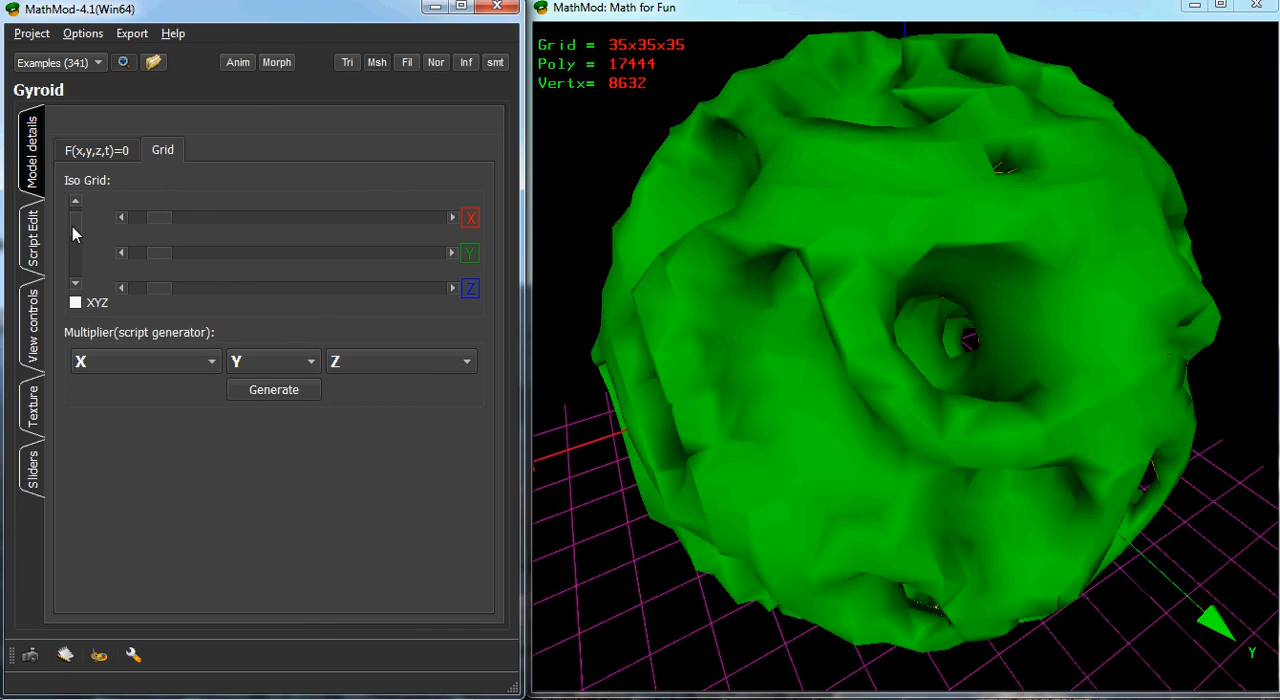 MathMod-4.1(Win64)
Project Options Export Help
Examples (341) Anim Morph Tri Msh Fil Nor Inf smt
Gyroid
Model details
Script Edit
View controls
Texture
Sliders
F(x,y,z,t)=0 Grid
Iso Grid:
X
Y
Z
XYZ
Multiplier(script generator):
X Y Z
Generate
MathMod: Math for Fun
Grid = 35x35x35
Poly = 17444
Vertx= 8632
Y